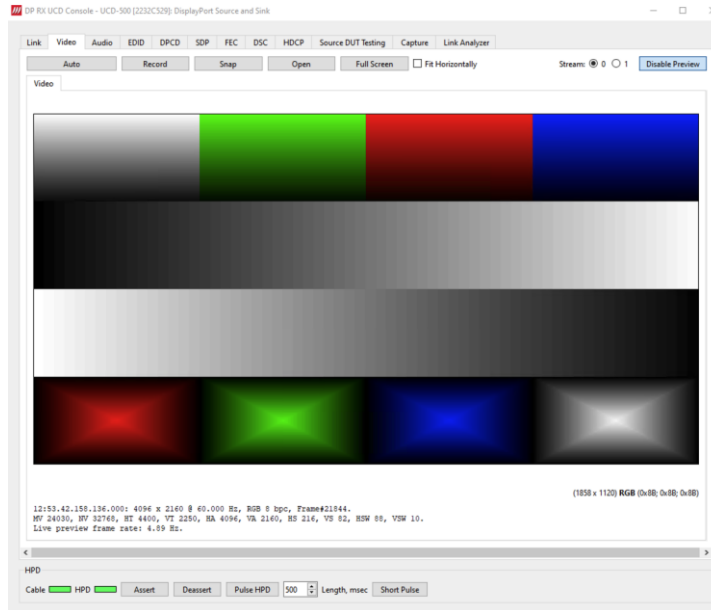 DP RX UCD Console - UCD-500 [2232C529]: DisplayPort Source and Sink
Link Video Audio EDID DPCD SDP FEC DSC HDCP Source DUT Testing Capture Link Analyzer
Auto Record Snap Open Full Screen Fit Horizontally Stream: 0 1 Disable Preview
Video
(1858 x 1120) RGB (0x8B; 0x8B; 0x8B)
12:53.42.158.136.000: 4096 x 2160 @ 60.000 Hz, RGB 8 bpc, Frame#21844.
MV 24030, NV 32768, HT 4400, VT 2250, HA 4096, VA 2160, HS 216, VS 82, HSW 88, VSW 10.
Live preview frame rate: 4.89 Hz.
HPD
Cable HPD Assert Deassert Pulse HPD 500 Length, msec Short Pulse